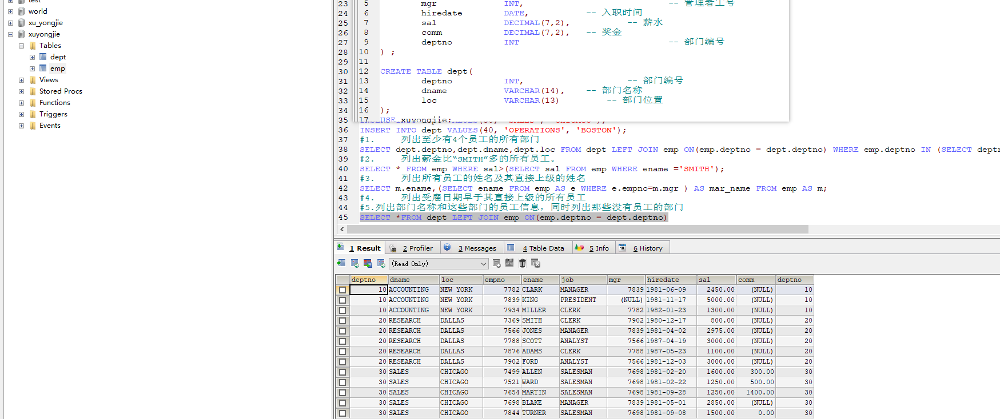 test
world
xu_yongjie
xuyongjie
Tables
dept
emp
Views
Stored Procs
Functions
Triggers
Events
23
24
25
26
27
28
29
30
31
32
33
34
35
36
37
38
39
40
41
42
43
44
45
5 mgr INT, -- 管理者工号
6 hiredate DATE, -- 入职时间
7 sal DECIMAL(7,2), -- 薪水
8 comm DECIMAL(7,2), -- 奖金
9 deptno INT -- 部门编号
10 ) ;
11
12 CREATE TABLE dept(
13 deptno INT, -- 部门编号
14 dname VARCHAR(14), -- 部门名称
15 loc VARCHAR(13) -- 部门位置
16 );
17 USE xuyongjie;
INSERT INTO dept VALUES(40, 'OPERATIONS', 'BOSTON');
#1. 列出至少有4个员工的所有部门
SELECT dept.deptno,dept.dname,dept.loc FROM dept LEFT JOIN emp ON(emp.deptno = dept.deptno) WHERE emp.deptno IN (SELECT deptn
#2. 列出薪金比“SMITH”多的所有员工。
SELECT * FROM emp WHERE sal>(SELECT sal FROM emp WHERE ename ='SMITH');
#3. 列出所有员工的姓名及其直接上级的姓名
SELECT m.ename,(SELECT ename FROM emp AS e WHERE e.empno=m.mgr ) AS mar_name FROM emp AS m;
#4. 列出受雇日期早于其直接上级的所有员工
#5.列出部门名称和这些部门的员工信息，同时列出那些没有员工的部门
SELECT *FROM dept LEFT JOIN emp ON(emp.deptno = dept.deptno)
1 Result 2 Profiler 3 Messages 4 Table Data 5 Info 6 History
(Read Only)
deptno dname loc empno ename job mgr hiredate sal comm deptno
10 ACCOUNTING NEW YORK 7782 CLARK MANAGER 7839 1981-06-09 2450.00 (NULL) 10
10 ACCOUNTING NEW YORK 7839 KING PRESIDENT (NULL) 1981-11-17 5000.00 (NULL) 10
10 ACCOUNTING NEW YORK 7934 MILLER CLERK 7782 1982-01-23 1300.00 (NULL) 10
20 RESEARCH DALLAS 7369 SMITH CLERK 7902 1980-12-17 800.00 (NULL) 20
20 RESEARCH DALLAS 7566 JONES MANAGER 7839 1981-04-02 2975.00 (NULL) 20
20 RESEARCH DALLAS 7788 SCOTT ANALYST 7566 1987-04-19 3000.00 (NULL) 20
20 RESEARCH DALLAS 7876 ADAMS CLERK 7788 1987-05-23 1100.00 (NULL) 20
20 RESEARCH DALLAS 7902 FORD ANALYST 7566 1981-12-03 3000.00 (NULL) 20
30 SALES CHICAGO 7499 ALLEN SALESMAN 7698 1981-02-20 1600.00 300.00 30
30 SALES CHICAGO 7521 WARD SALESMAN 7698 1981-02-22 1250.00 500.00 30
30 SALES CHICAGO 7654 MARTIN SALESMAN 7698 1981-09-28 1250.00 1400.00 30
30 SALES CHICAGO 7698 BLAKE MANAGER 7839 1981-05-01 2850.00 (NULL) 30
30 SALES CHICAGO 7844 TURNER SALESMAN 7698 1981-09-08 1500.00 0.00 30